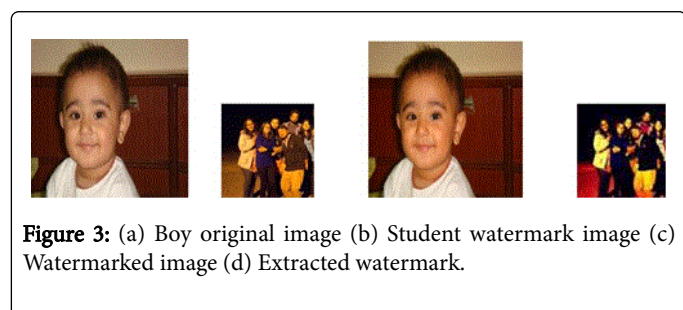 Figure 3: (a) Boy original image (b) Student watermark image (c)
Watermarked image (d) Extracted watermark.